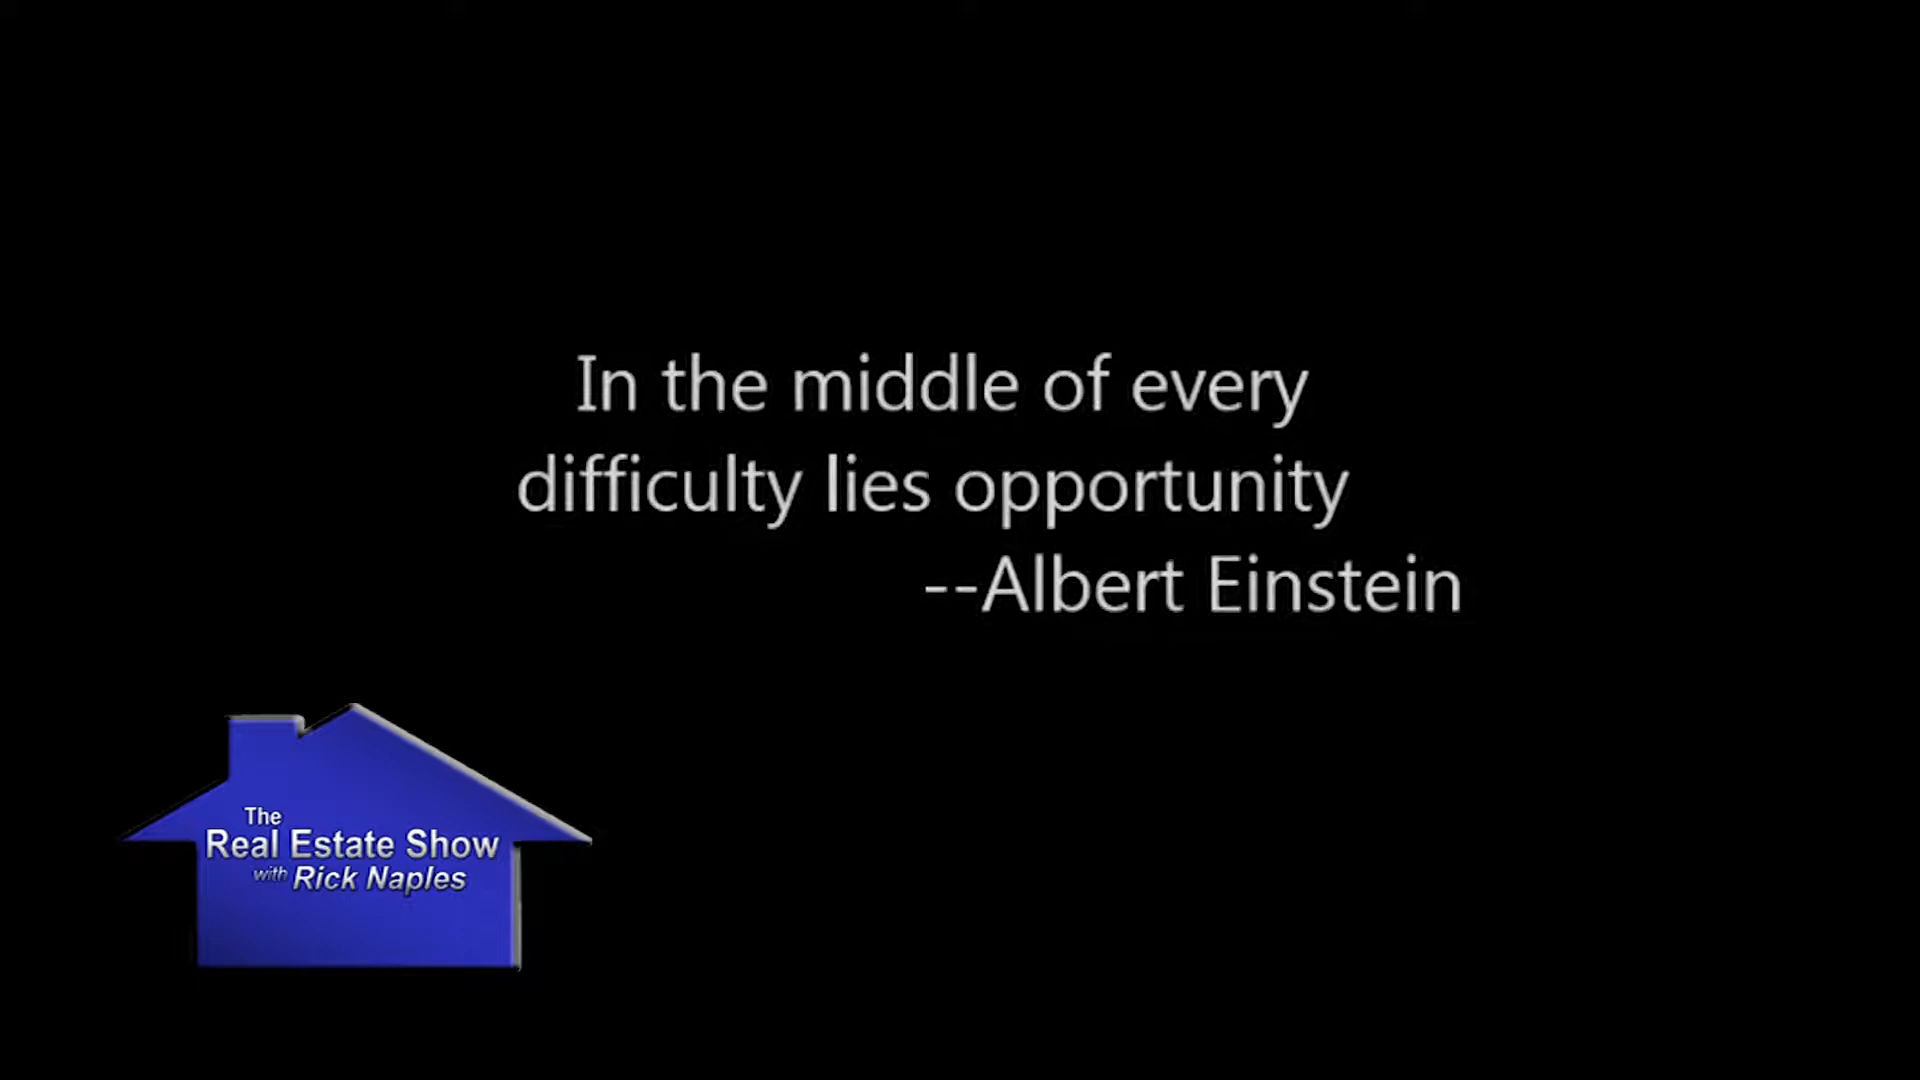 In the middle of every
difficulty lies opportunity
--Albert Einstein
The
Real Estate Show
with Rick Naples